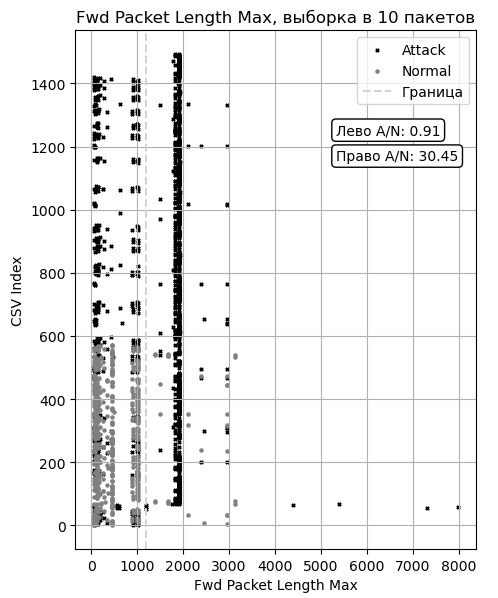 Fwd Packet Length Max, выборка в 10 пакетов
Attack
Normal
Граница
Лево A/N: 0.91
Право A/N: 30.45
1400
1200
1000
800
600
400
200
0
CSV Index
0 1000 2000 3000 4000 5000 6000 7000 8000
Fwd Packet Length Max